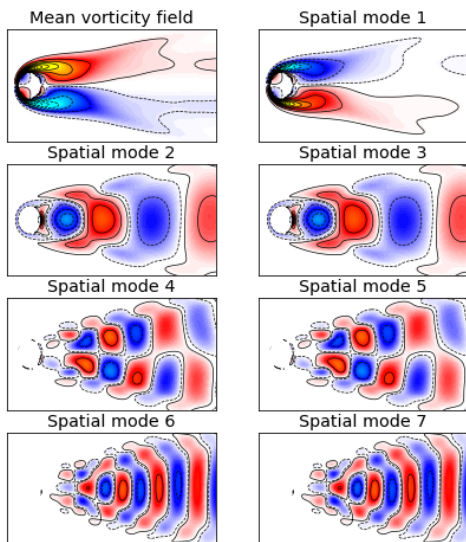 Mean vorticity field
Spatial mode 1
Spatial mode 2
Spatial mode 3
Spatial mode 4
Spatial mode 5
Spatial mode 6
Spatial mode 7